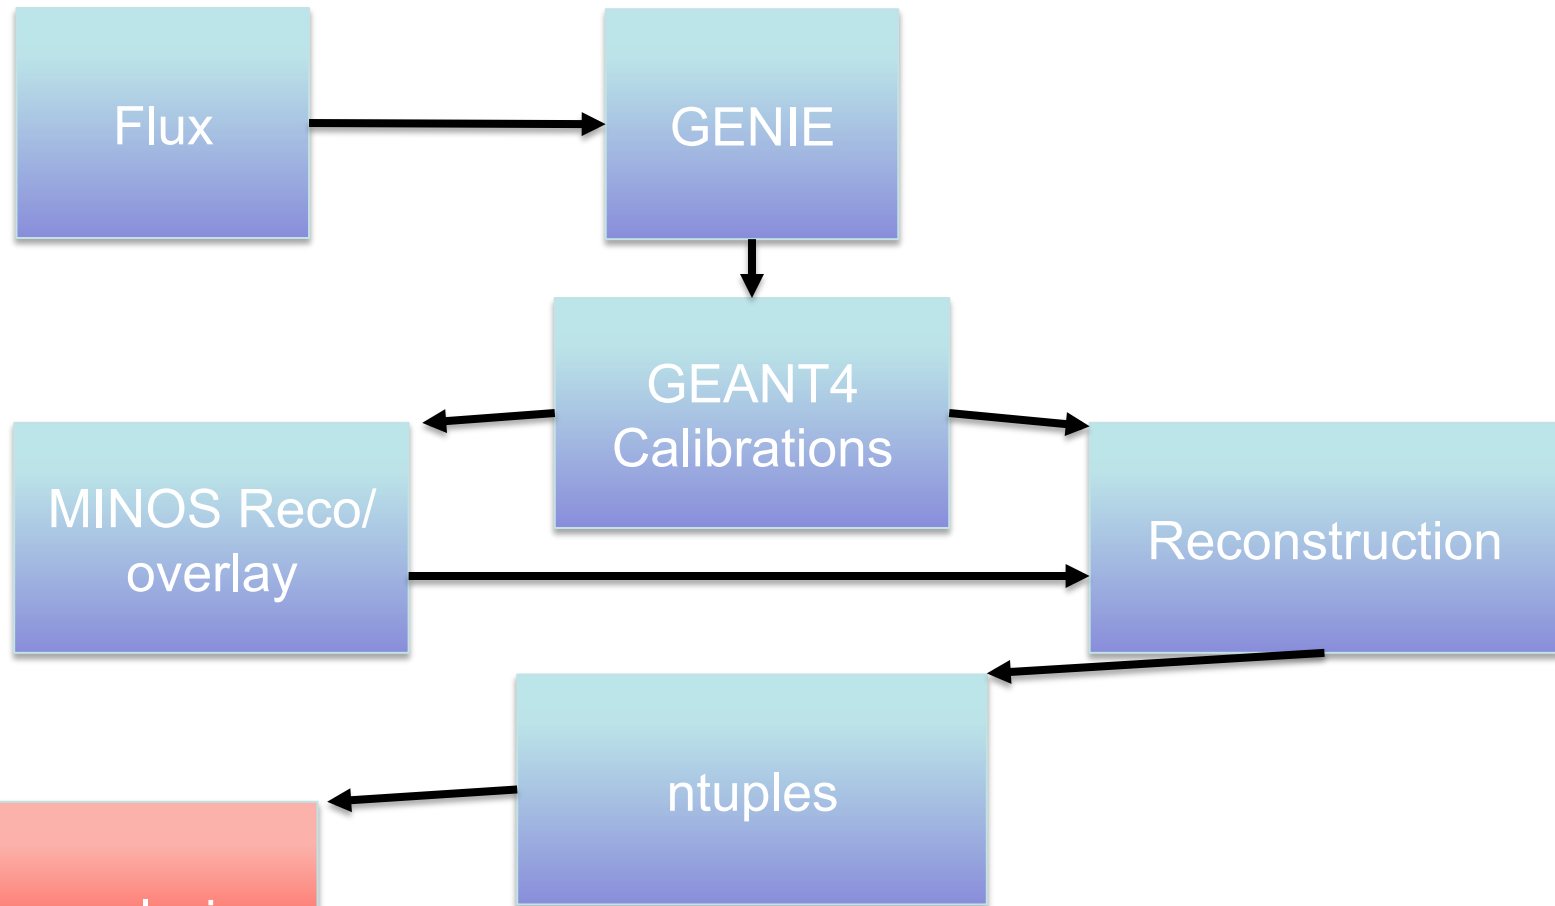 Flux
GENIE
GEANT4
Calibrations
MINOS Reco/
overlay
Reconstruction
ntuples